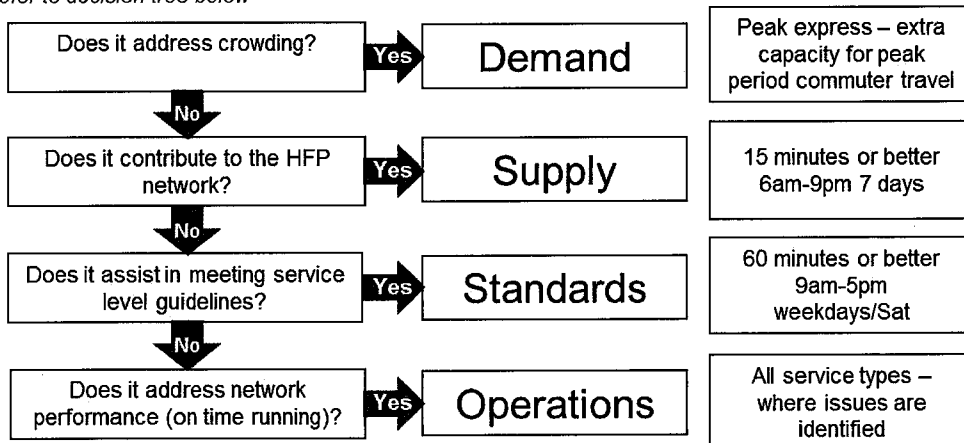 refer to decision tree below
Does it address crowding?
Yes
Demand
Peak express – extra
capacity for peak
period commuter travel
No
Does it contribute to the HFP
network?
Yes
Supply
15 minutes or better
6am-9pm 7 days
No
Does it assist in meeting service
level guidelines?
Yes
Standards
60 minutes or better
9am-5pm
weekdays/Sat
No
Does it address network
performance (on time running)?
Yes
Operations
All service types –
where issues are
identified